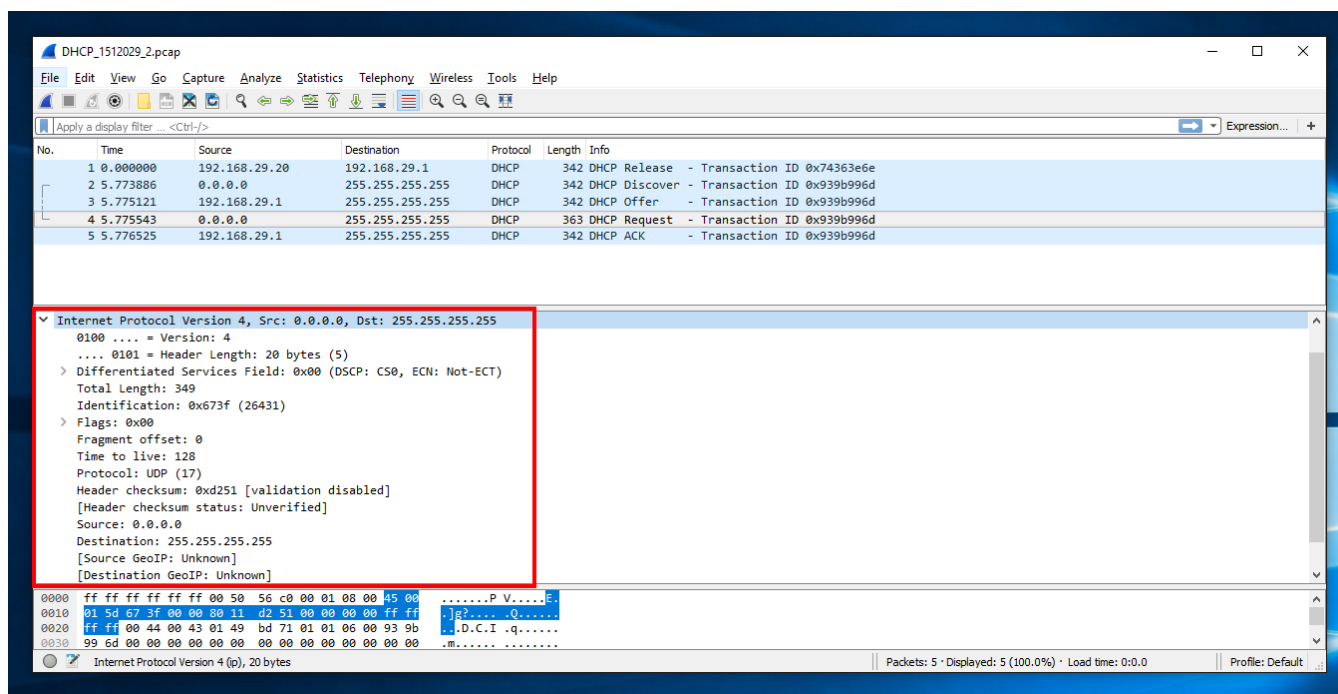 DHCP_1512029_2.pcap
File Edit View Go Capture Analyze Statistics Telephony Wireless Tools Help
Apply a display filter ... <Ctrl-/> Expression... +
No. Time Source Destination Protocol Length Info
1 0.000000 192.168.29.20 192.168.29.1 DHCP 342 DHCP Release - Transaction ID 0x74363e6e
2 5.773886 0.0.0.0 255.255.255.255 DHCP 342 DHCP Discover - Transaction ID 0x939b996d
3 5.775121 192.168.29.1 255.255.255.255 DHCP 342 DHCP Offer - Transaction ID 0x939b996d
4 5.775543 0.0.0.0 255.255.255.255 DHCP 363 DHCP Request - Transaction ID 0x939b996d
5 5.776525 192.168.29.1 255.255.255.255 DHCP 342 DHCP ACK - Transaction ID 0x939b996d
Internet Protocol Version 4, Src: 0.0.0.0, Dst: 255.255.255.255
0100 .... = Version: 4
.... 0101 = Header Length: 20 bytes (5)
> Differentiated Services Field: 0x00 (DSCP: CS0, ECN: Not-ECT)
Total Length: 349
Identification: 0x673f (26431)
> Flags: 0x00
Fragment offset: 0
Time to live: 128
Protocol: UDP (17)
Header checksum: 0xd251 [validation disabled]
[Header checksum status: Unverified]
Source: 0.0.0.0
Destination: 255.255.255.255
[Source GeoIP: Unknown]
[Destination GeoIP: Unknown]
0000 ff ff ff ff ff ff 00 50 56 c0 00 01 08 00 45 00 .......P V.....E.
0010 01 5d 67 3f 00 00 80 11 d2 51 00 00 00 00 ff ff .]g?.... .Q......
0020 ff ff 00 44 00 43 01 49 bd 71 01 01 06 00 93 9b ...D.C.I .q......
0030 99 6d 00 00 00 00 00 00 00 00 00 00 00 00 00 00 .m...... ........
Internet Protocol Version 4 (ip), 20 bytes Packets: 5 · Displayed: 5 (100.0%) · Load time: 0:0.0 Profile: Default